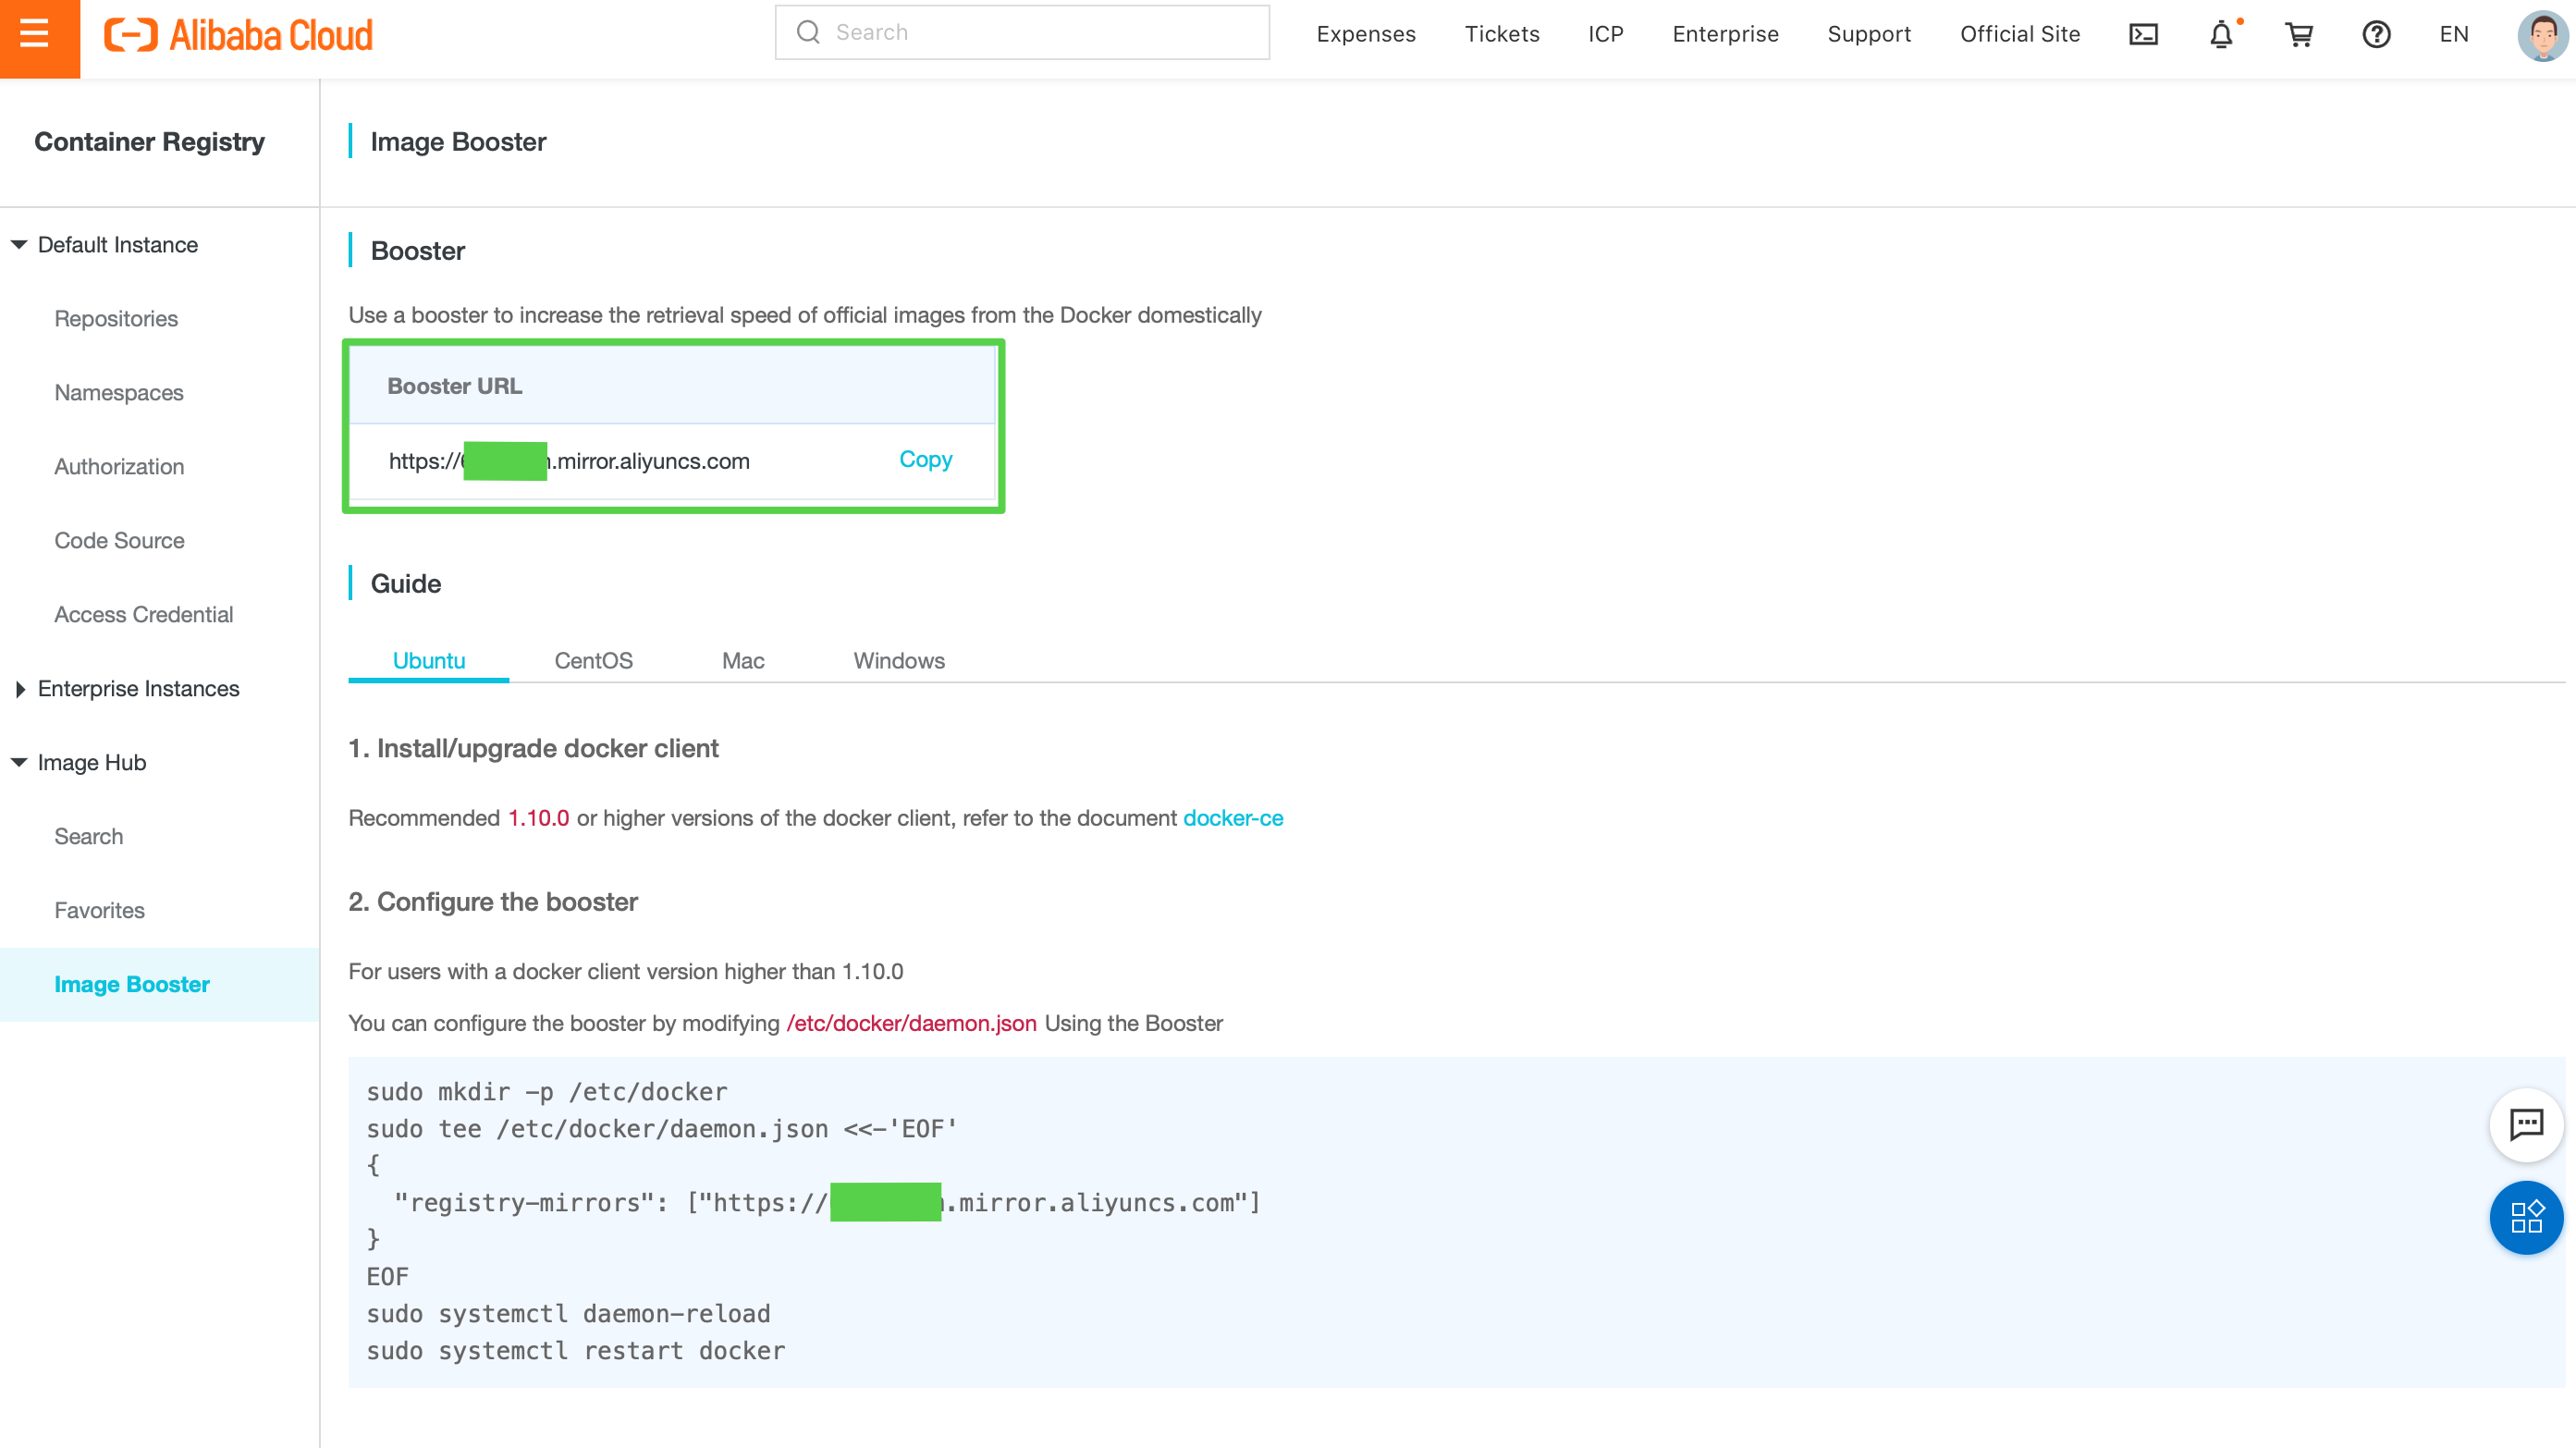 Alibaba Cloud
Search
Expenses
Tickets
ICP
Enterprise
Support
Official Site
EN
Container Registry
Default Instance
Repositories
Namespaces
Authorization
Code Source
Access Credential
Enterprise Instances
Image Hub
Search
Favorites
Image Booster
Image Booster
Booster
Use a booster to increase the retrieval speed of official images from the Docker domestically
Booster URL
https:// .mirror.aliyuncs.com
Copy
Guide
Ubuntu
CentOS
Mac
Windows
1. Install/upgrade docker client
Recommended 1.10.0 or higher versions of the docker client, refer to the document docker-ce
2. Configure the booster
For users with a docker client version higher than 1.10.0
You can configure the booster by modifying /etc/docker/daemon.json Using the Booster
sudo mkdir -p /etc/docker
sudo tee /etc/docker/daemon.json <<-'EOF'
{
"registry-mirrors": ["https:// .mirror.aliyuncs.com"]
}
EOF
sudo systemctl daemon-reload
sudo systemctl restart docker